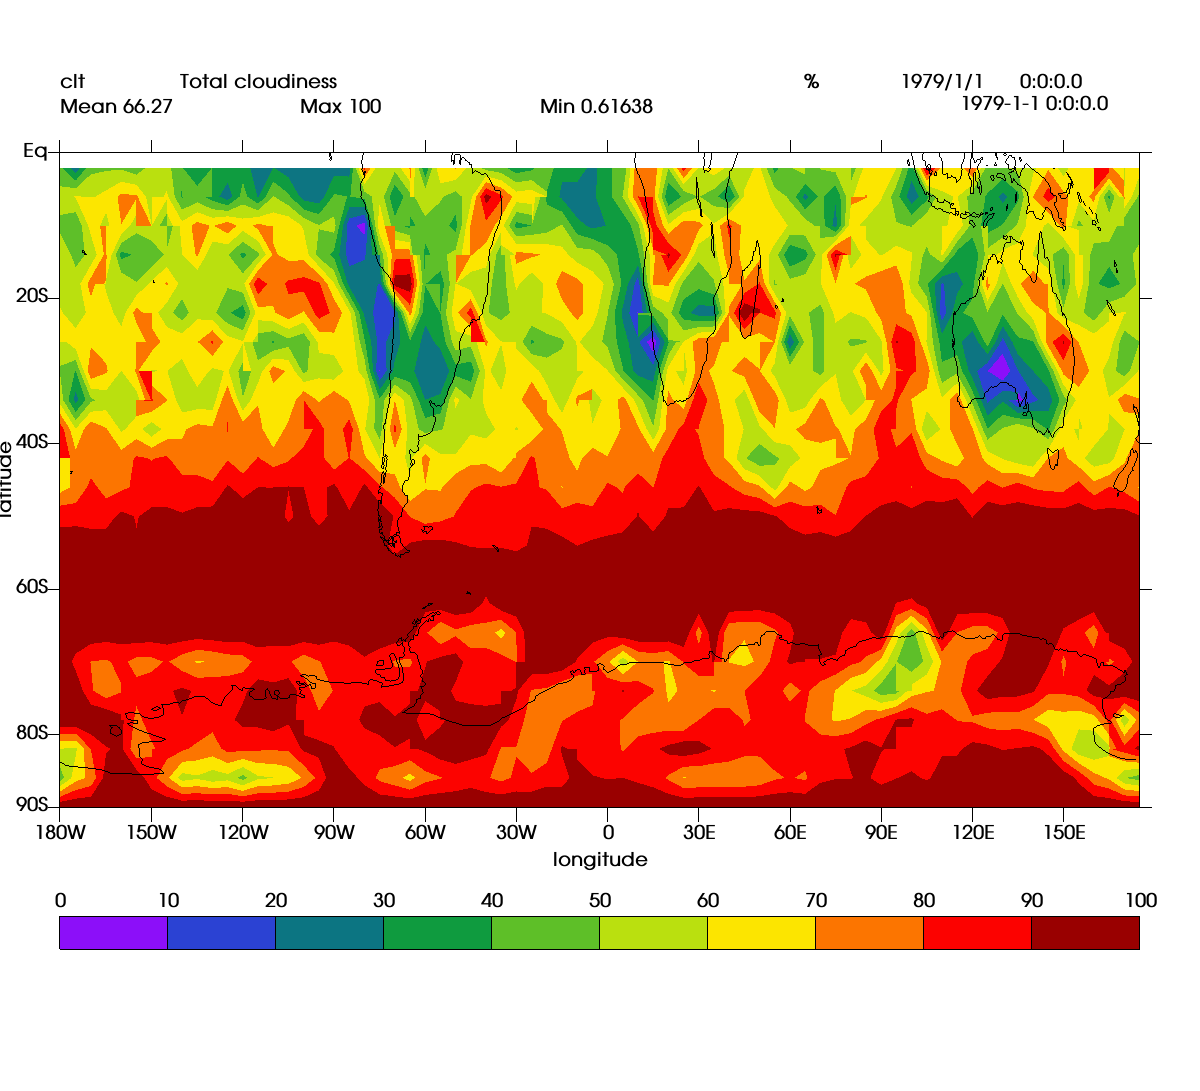 clt Total cloudiness % 1979/1/1 0:0:0.0
Mean 66.27 Max 100 Min 0.61638 1979-1-1 0:0:0.0
Eq
20S
40S
latitude
60S
80S
90S
180W 150W 120W 90W 60W 30W 0 30E 60E 90E 120E 150E
longitude
0 10 20 30 40 50 60 70 80 90 100